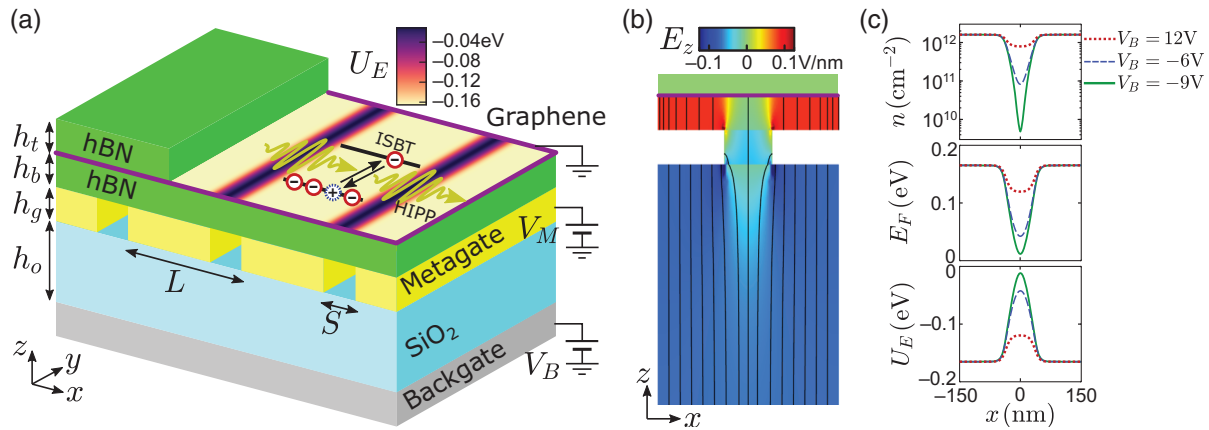 (a)
U_E
−0.04eV
−0.08
−0.12
−0.16
Graphene
h_t
h_b
h_g
h_o
hBN
hBN
ISBT
HIPP
− − − + −
V_M
Metagate
L
S
SiO₂
V_B
Backgate
z
y
x
(b)
E_z
−0.1 0 0.1V/nm
z
x
(c)
n (cm⁻²)
10¹²
10¹¹
10¹⁰
V_B = 12V
V_B = −6V
V_B = −9V
E_F (eV)
0.2
0.1
0
U_E (eV)
0
−0.1
−0.2
−150 0 150
x (nm)